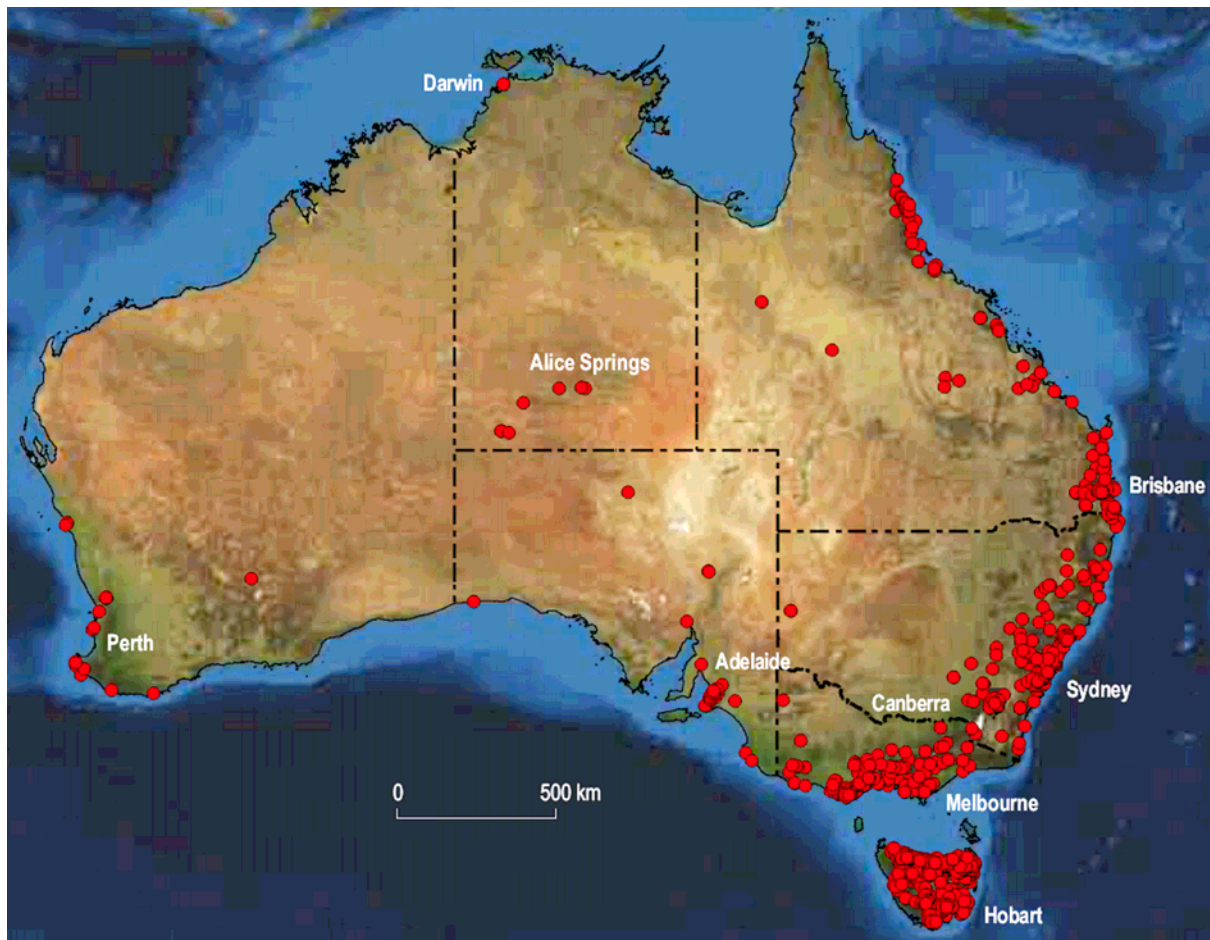 Darwin
Alice Springs
Brisbane
Perth
Adelaide
Sydney
Canberra
0 500 km
Melbourne
Hobart